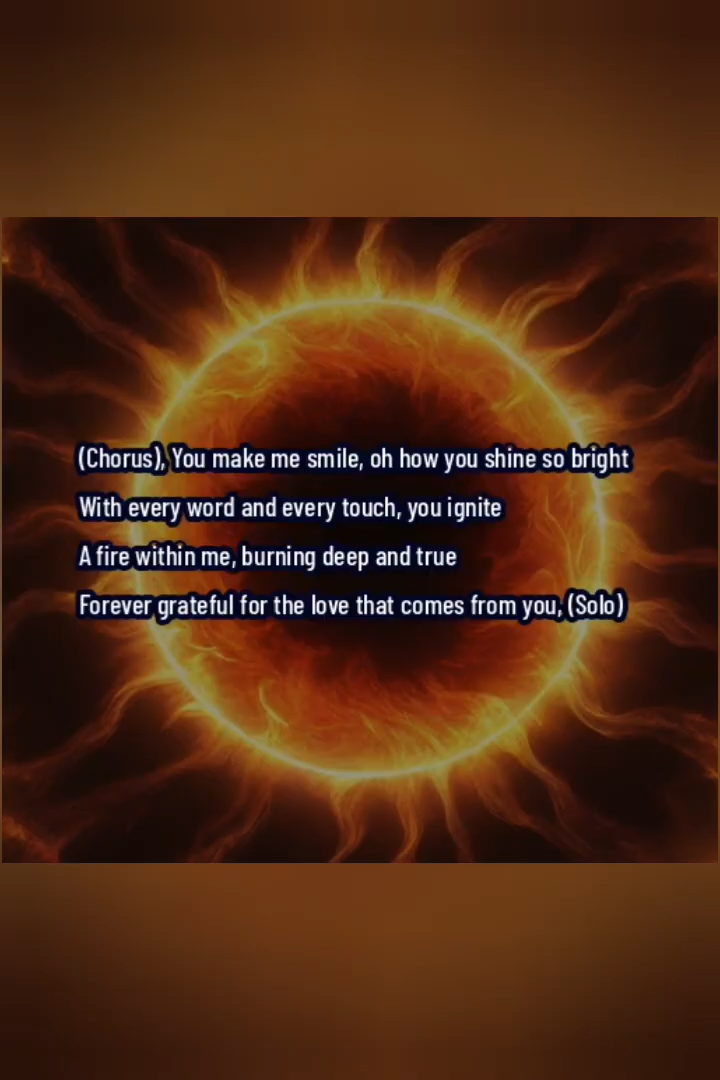 (Chorus), You make me smile, oh how you shine so bright
With every word and every touch, you ignite
A fire within me, burning deep and true
Forever grateful for the love that comes from you, (Solo)